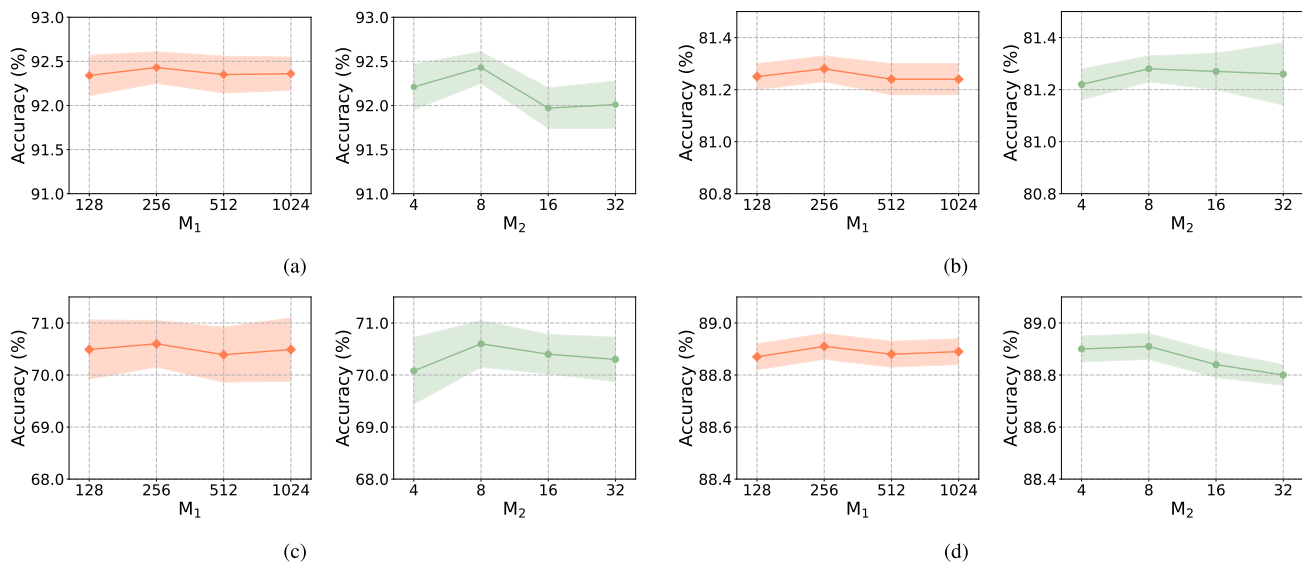 Accuracy (%)
93.0
92.5
92.0
91.5
91.0
128 256 512 1024
M₁
Accuracy (%)
93.0
92.5
92.0
91.5
91.0
4 8 16 32
M₂
(a)
Accuracy (%)
81.4
81.2
81.0
80.8
128 256 512 1024
M₁
Accuracy (%)
81.4
81.2
81.0
80.8
4 8 16 32
M₂
(b)
Accuracy (%)
71.0
70.0
69.0
68.0
128 256 512 1024
M₁
Accuracy (%)
71.0
70.0
69.0
68.0
4 8 16 32
M₂
(c)
Accuracy (%)
89.0
88.8
88.6
88.4
128 256 512 1024
M₁
Accuracy (%)
89.0
88.8
88.6
88.4
4 8 16 32
M₂
(d)